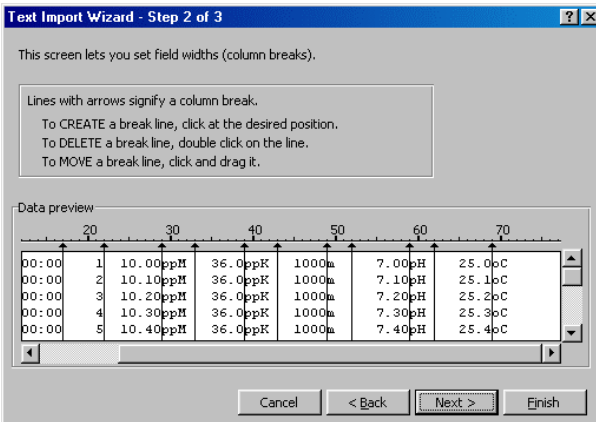 Text Import Wizard - Step 2 of 3
This screen lets you set field widths (column breaks).
Lines with arrows signify a column break.
To CREATE a break line, click at the desired position.
To DELETE a break line, double click on the line.
To MOVE a break line, click and drag it.
Data preview
20 30 40 50 60 70
00:00 1 10.00ppM 36.0ppK 1000m 7.00pH 25.0oC
00:00 2 10.10ppM 36.0ppK 1000m 7.10pH 25.1oC
00:00 3 10.20ppM 36.0ppK 1000m 7.20pH 25.2oC
00:00 4 10.30ppM 36.0ppK 1000m 7.30pH 25.3oC
00:00 5 10.40ppM 36.0ppK 1000m 7.40pH 25.4oC
Cancel < Back Next > Finish